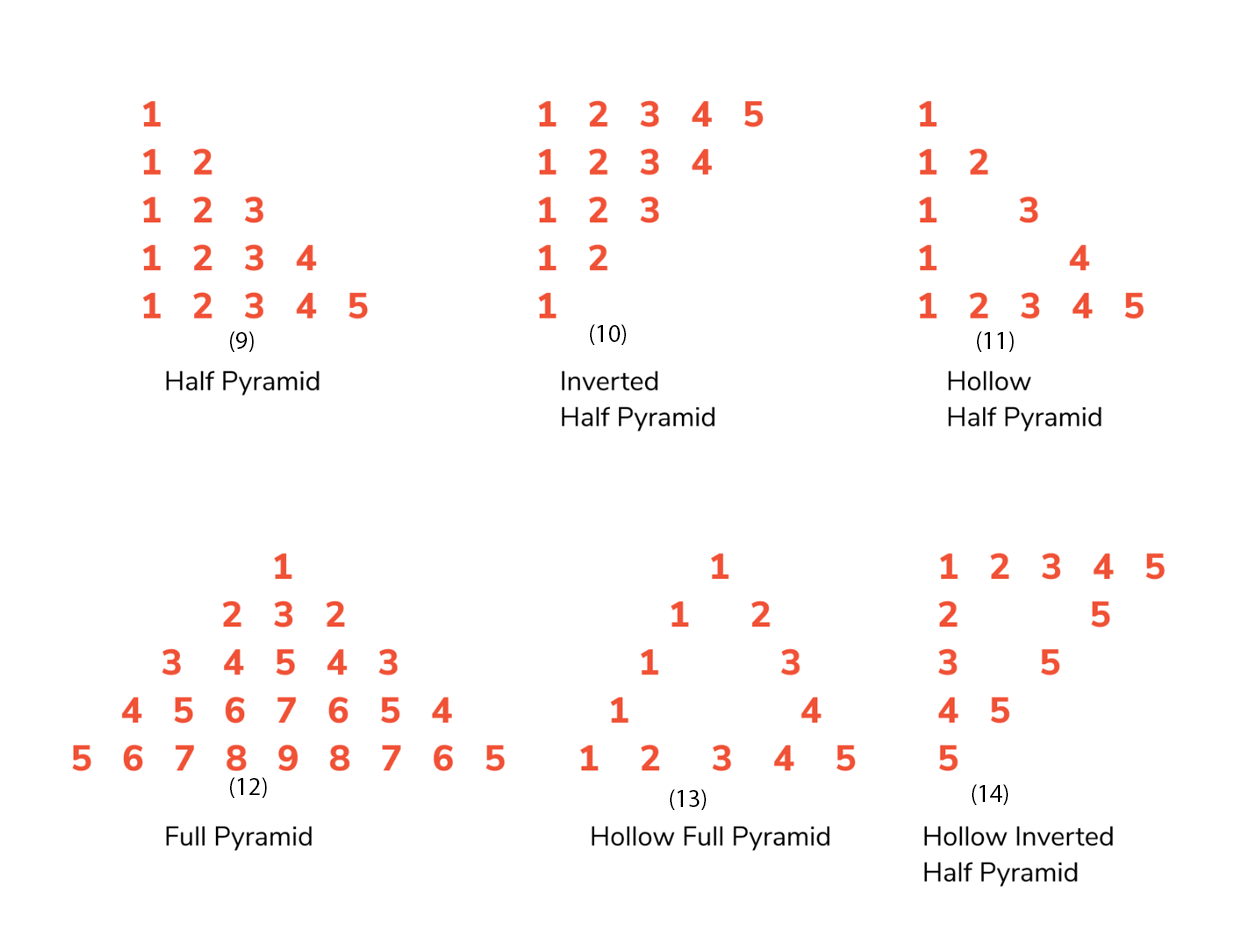 1
1 2
1 2 3
1 2 3 4
1 2 3 4 5
(9)
Half Pyramid
1 2 3 4 5
1 2 3 4
1 2 3
1 2
1
(10)
Inverted
Half Pyramid
1
1 2
1 3
1 4
1 2 3 4 5
(11)
Hollow
Half Pyramid
1
2 3 2
3 4 5 4 3
4 5 6 7 6 5 4
5 6 7 8 9 8 7 6 5
(12)
Full Pyramid
1
1 2
1 3
1 4
1 2 3 4 5
(13)
Hollow Full Pyramid
1 2 3 4 5
2 5
3 5
4 5
5
(14)
Hollow Inverted
Half Pyramid